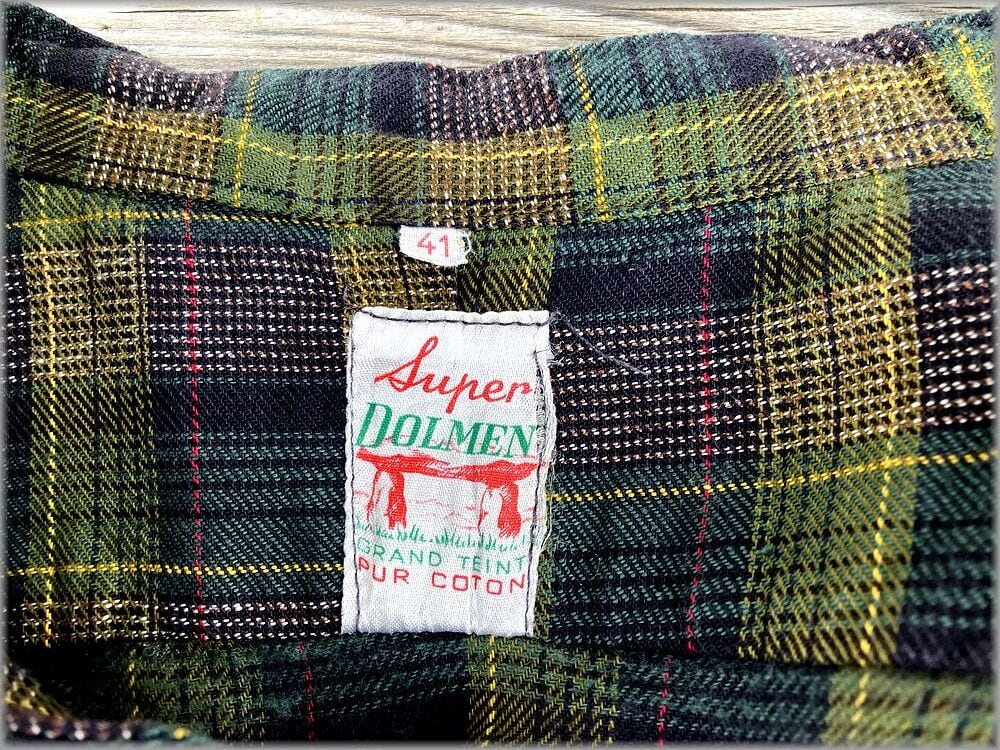 41
Super
DOLMEN
GRAND TEINT
PUR COTON